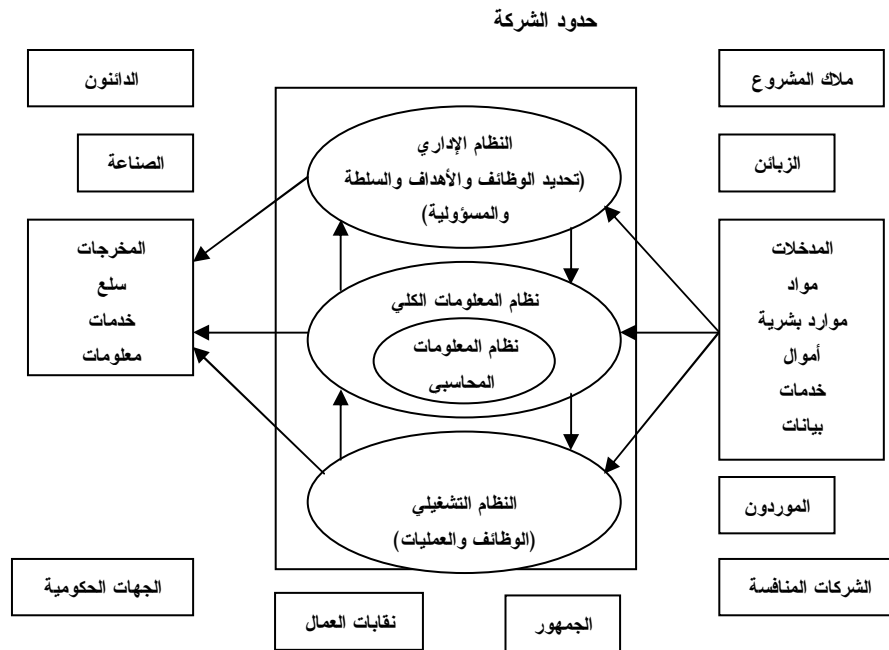 حدود الشركة
ملاك المشروع
الدائنون
الزبائن
الصناعة
النظام الإداري
(تحديد الوظائف والأهداف والسلطة
والمسؤولية)
المدخلات
مواد
موارد بشرية
أموال
خدمات
بيانات
نظام المعلومات الكلي
نظام المعلومات
المحاسبي
المخرجات
سلع
خدمات
معلومات
النظام التشغيلي
(الوظائف والعمليات)
الموردون
الشركات المنافسة
الجهات الحكومية
الجمهور
نقابات العمال